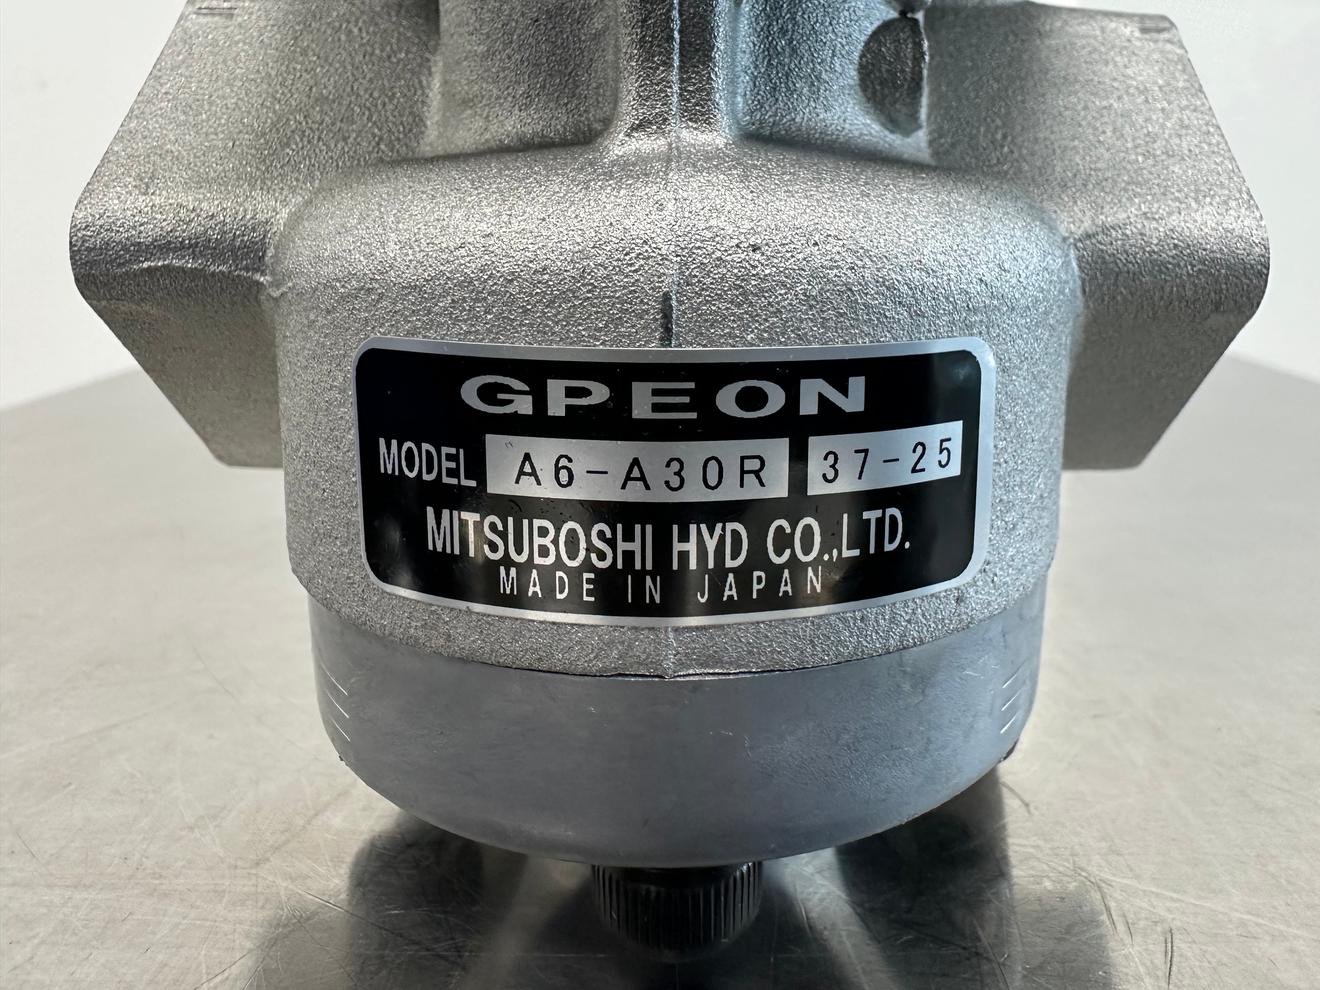 GPEON
MODEL A6-A30R 37-25
MITSUBOSHI HYD CO.,LTD.
MADE IN JAPAN